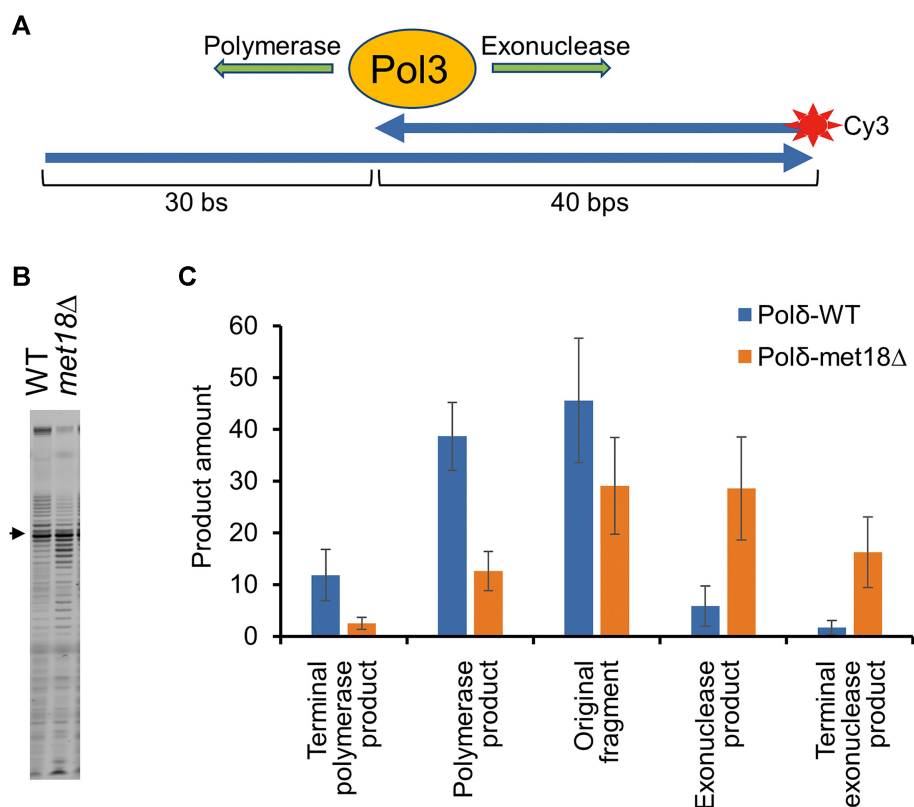 A
Polymerase
Pol3
Exonuclease
Cy3
30 bs
40 bps
B
WT
met18Δ
C
Polδ-WT
Polδ-met18Δ
Product amount
60
50
40
30
20
10
0
Terminal
polymerase
product
Polymerase
product
Original
fragment
Exonuclease
product
Terminal
exonuclease
product